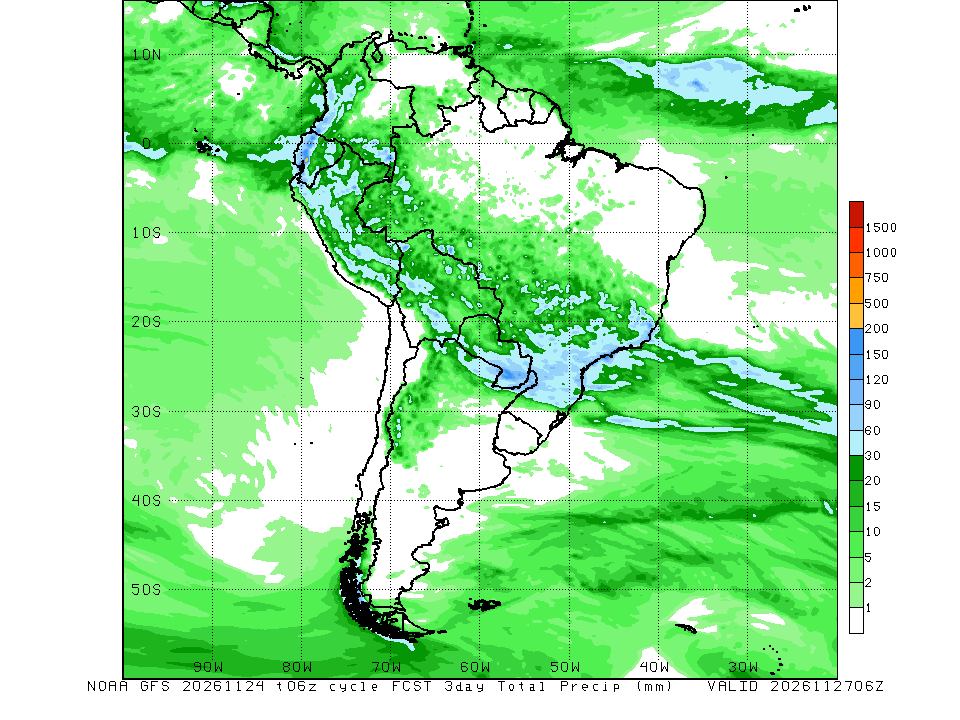 10N
0
10S
20S
30S
40S
50S
90W 80W 70W 60W 50W 40W 30W
1500
1000
750
500
200
150
120
90
60
30
20
15
10
5
2
1
NOAA GFS 20261124 t06z cycle FCST 3day Total Precip (mm) VALID 2026112706Z